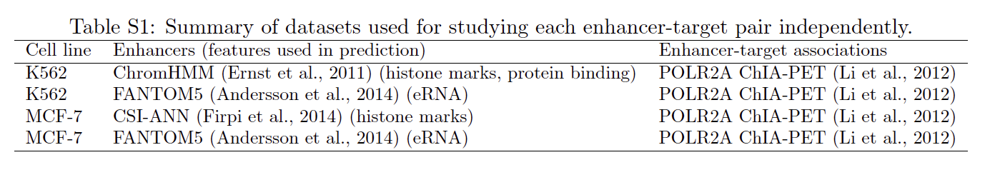 Table S1: Summary of datasets used for studying each enhancer-target pair independently.
Cell line Enhancers (features used in prediction) Enhancer-target associations
K562 ChromHMM (Ernst et al., 2011) (histone marks, protein binding) POLR2A ChIA-PET (Li et al., 2012)
K562 FANTOM5 (Andersson et al., 2014) (eRNA) POLR2A ChIA-PET (Li et al., 2012)
MCF-7 CSI-ANN (Firpi et al., 2014) (histone marks) POLR2A ChIA-PET (Li et al., 2012)
MCF-7 FANTOM5 (Andersson et al., 2014) (eRNA) POLR2A ChIA-PET (Li et al., 2012)